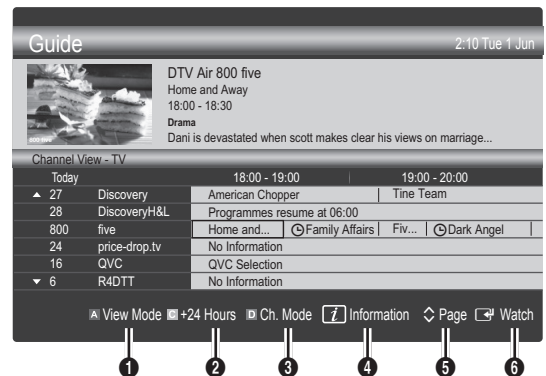 Guide 2:10 Tue 1 Jun
DTV Air 800 five
Home and Away
18:00 - 18:30
Drama
Dani is devastated when scott makes clear his views on marriage...
800 five
Channel View - TV
Today 18:00 - 19:00 19:00 - 20:00
▲ 27 Discovery American Chopper Tine Team
28 DiscoveryH&L Programmes resume at 06:00
800 five Home and... Family Affairs Fiv... Dark Angel
24 price-drop.tv No Information
16 QVC QVC Selection
▼ 6 R4DTT No Information
A View Mode C +24 Hours D Ch. Mode i Information Page Watch
1 2 3 4 5 6